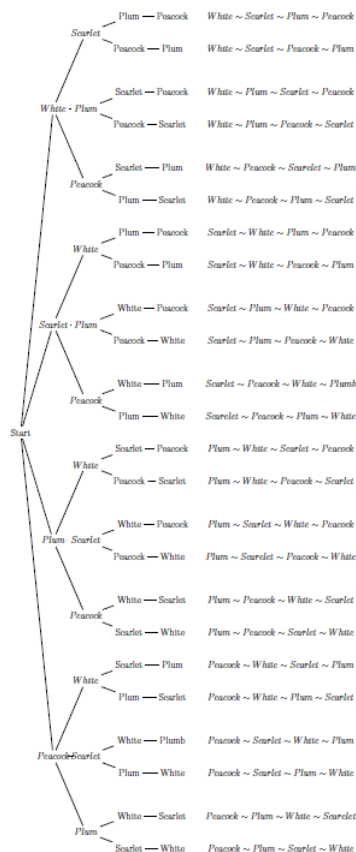 Plum — Peacock White ~ Scarlet ~ Plum ~ Peacock
Scarlet
Peacock — Plum White ~ Scarlet ~ Peacock ~ Plum
Scarlet — Peacock White ~ Plum ~ Scarlet ~ Peacock
White · Plum
Peacock — Scarlet White ~ Plum ~ Peacock ~ Scarlet
Scarlet — Plum White ~ Peacock ~ Scarelet ~ Plum
Peacock
Plum — Scarlet White ~ Peacock ~ Plum ~ Scarlet
Plum — Peacock Scarlet ~ White ~ Plum ~ Peacock
White
Peacock — Plum Scarlet ~ White ~ Peacock ~ Plum
White — Peacock Scarlet ~ Plum ~ White ~ Peacock
Scarlet · Plum
Peacock — White Scarlet ~ Plum ~ Peacock ~ White
White — Plum Scarlet ~ Peacock ~ White ~ Plumb
Peacock
Plum — White Scarelet ~ Peacock ~ Plum ~ White
Start
Scarlet — Peacock Plum ~ White ~ Scarlet ~ Peacock
White
Peacock — Scarlet Plum ~ White ~ Peacock ~ Scarlet
White — Peacock Plum ~ Scarlet ~ White ~ Peacock
Plum · Scarlet
Peacock — White Plum ~ Scarelet ~ Peacock ~ White
White — Scarlet Plum ~ Peacock ~ White ~ Scarlet
Peacock
Scarlet — White Plum ~ Peacock ~ Scarlet ~ White
Scarlet — Plum Peacock ~ White ~ Scarlet ~ Plum
White
Plum — Scarlet Peacock ~ White ~ Plum ~ Scarlet
White — Plumb Peacock ~ Scarlet ~ White ~ Plum
Peacock Scarlet
Plum — White Peacock ~ Scarlet ~ Plum ~ White
White — Scarlet Peacock ~ Plum ~ White ~ Scarelet
Plum
Scarlet — White Peacock ~ Plum ~ Scarlet ~ White